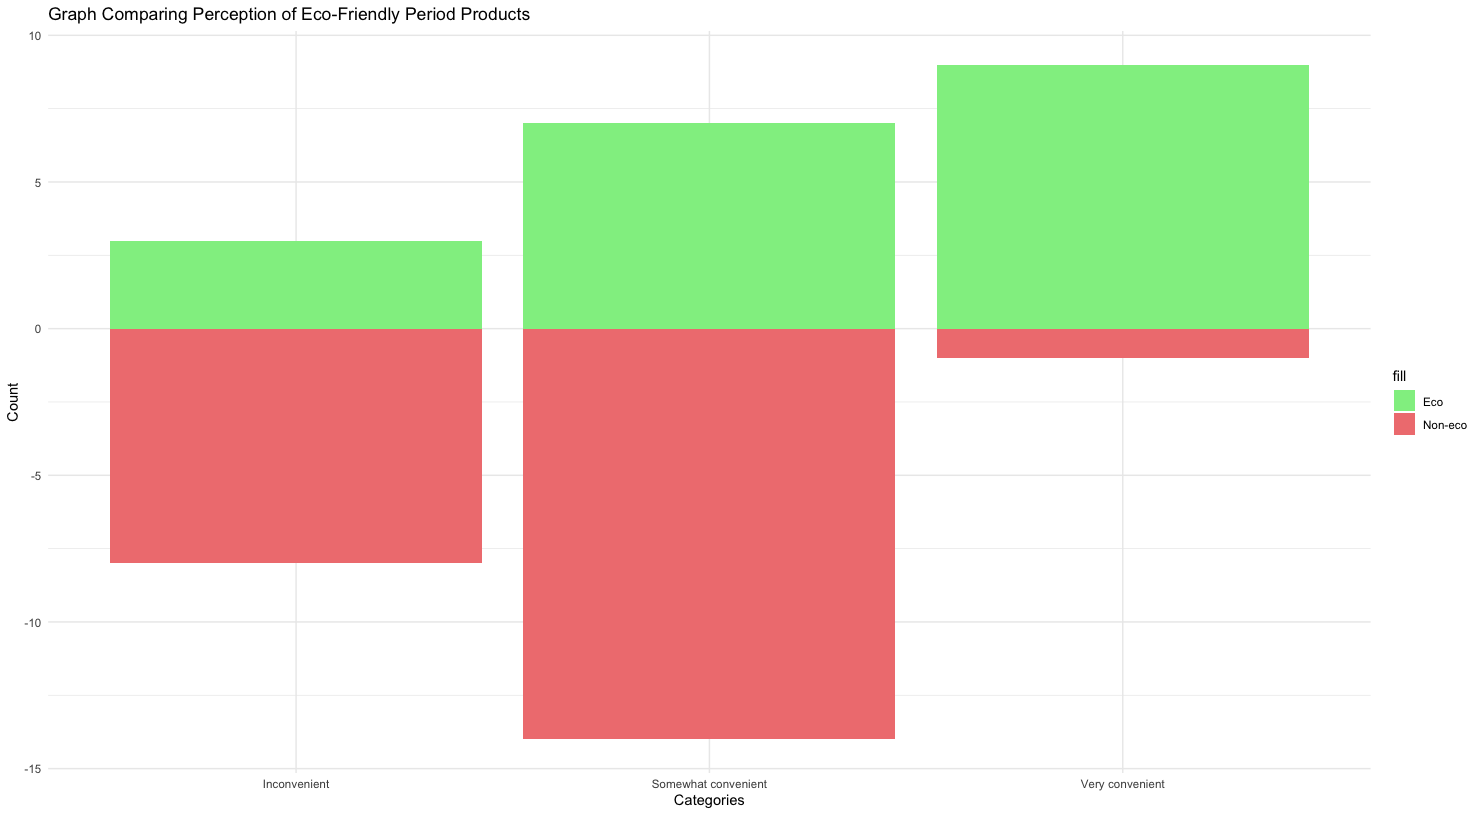 Graph Comparing Perception of Eco-Friendly Period Products
10
5
0
-5
-10
-15
Count
Inconvenient
Somewhat convenient
Very convenient
Categories
fill
Eco
Non-eco